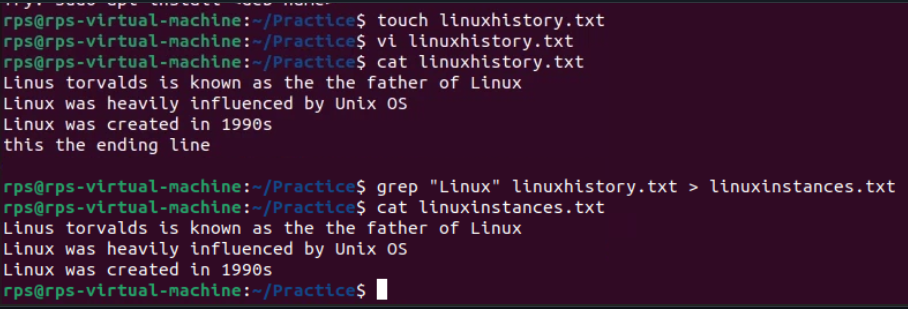 rps@rps-virtual-machine:~/Practice$ touch linuxhistory.txt
rps@rps-virtual-machine:~/Practice$ vi linuxhistory.txt
rps@rps-virtual-machine:~/Practice$ cat linuxhistory.txt
Linus torvalds is known as the the father of Linux
Linux was heavily influenced by Unix OS
Linux was created in 1990s
this the ending line
rps@rps-virtual-machine:~/Practice$ grep "Linux" linuxhistory.txt > linuxinstances.txt
rps@rps-virtual-machine:~/Practice$ cat linuxinstances.txt
Linus torvalds is known as the the father of Linux
Linux was heavily influenced by Unix OS
Linux was created in 1990s
rps@rps-virtual-machine:~/Practice$